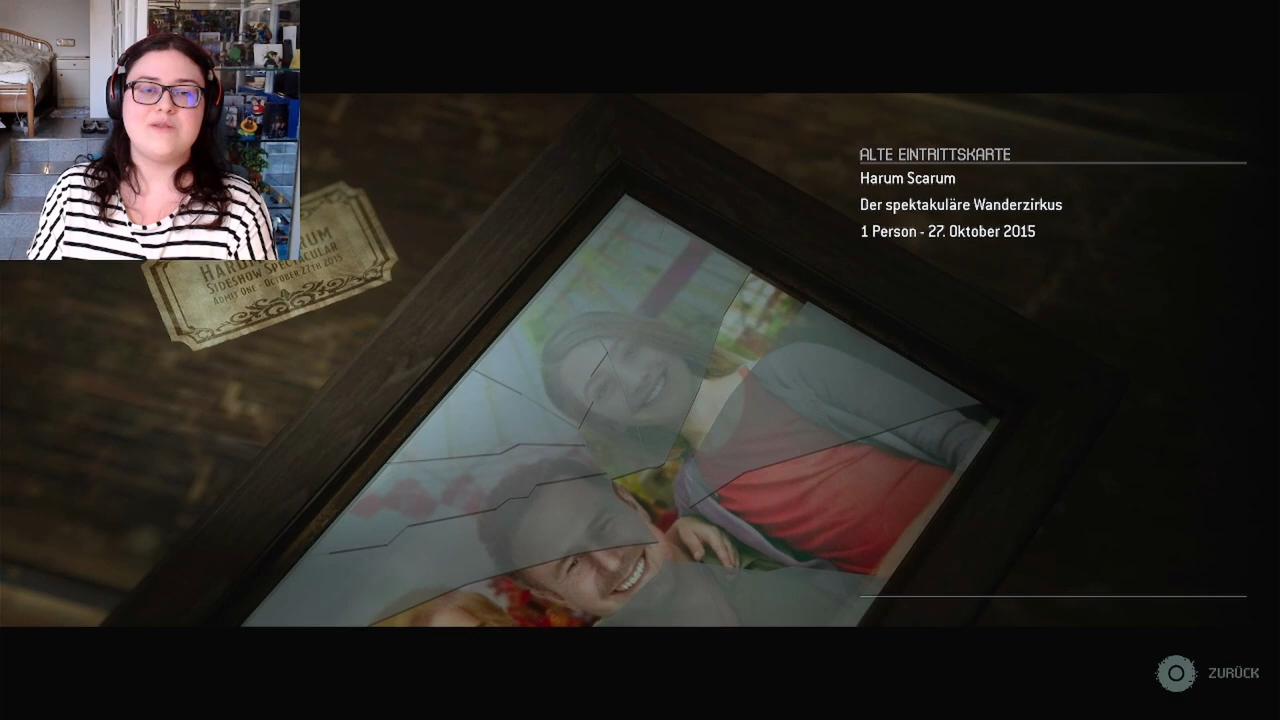 ALTE EINTRITTSKARTE
Harum Scarum
Der spektakuläre Wanderzirkus
1 Person - 27. Oktober 2015
SIDESHOW SPECTACULAR
ADMIT ONE - OCTOBER 27TH 2015
ZURÜCK